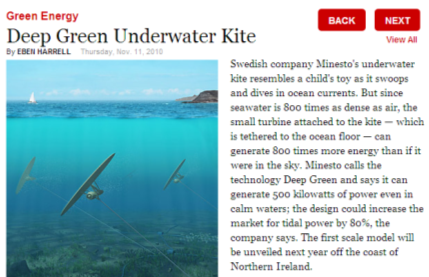 Green Energy
BACK
NEXT
Deep Green Underwater Kite
View All
By EBEN HARRELL Thursday, Nov. 11, 2010
Swedish company Minesto's underwater
kite resembles a child's toy as it swoops
and dives in ocean currents. But since
seawater is 800 times as dense as air, the
small turbine attached to the kite — which
is tethered to the ocean floor — can
generate 800 times more energy than if it
were in the sky. Minesto calls the
technology Deep Green and says it can
generate 500 kilowatts of power even in
calm waters; the design could increase the
market for tidal power by 80%, the
company says. The first scale model will
be unveiled next year off the coast of
Northern Ireland.